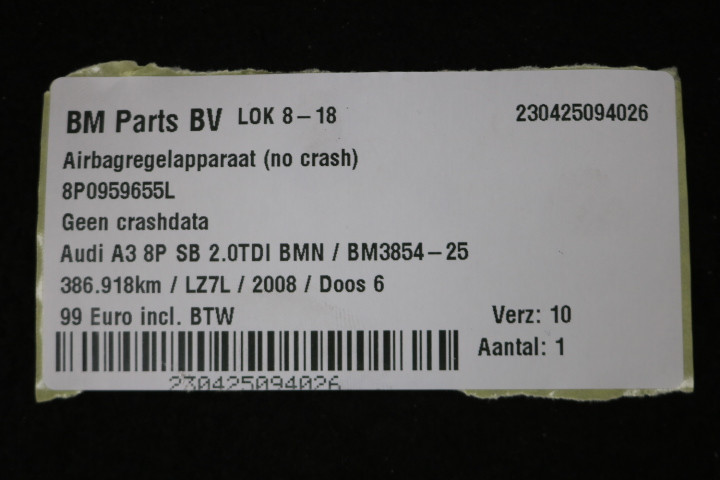 BM Parts BV LOK 8-18 230425094026
Airbagregelapparaat (no crash)
8P0959655L
Geen crashdata
Audi A3 8P SB 2.0TDI BMN / BM3854-25
386.918km / LZ7L / 2008 / Doos 6
99 Euro incl. BTW Verz: 10
Aantal: 1
230425094026